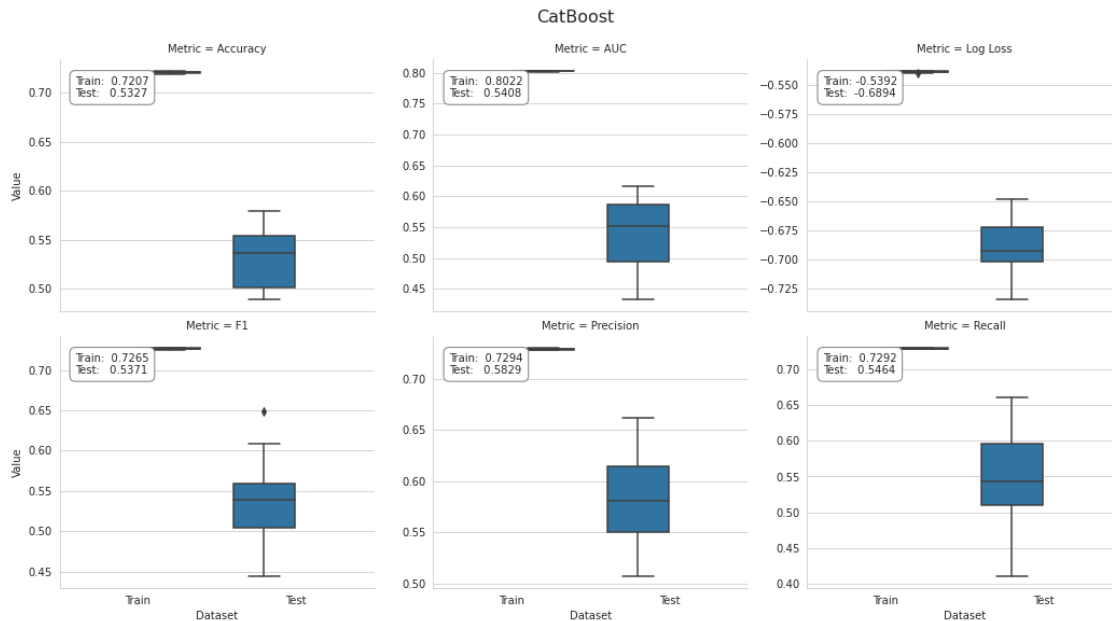 CatBoost
Metric = Accuracy
Metric = AUC
Metric = Log Loss
Value
0.70
0.65
0.60
0.55
0.50
Train: 0.7207
Test: 0.5327
0.80
0.75
0.70
0.65
0.60
0.55
0.50
0.45
Train: 0.8022
Test: 0.5408
−0.550
−0.575
−0.600
−0.625
−0.650
−0.675
−0.700
−0.725
Train: -0.5392
Test: -0.6894
Metric = F1
Metric = Precision
Metric = Recall
Value
0.70
0.65
0.60
0.55
0.50
0.45
Train: 0.7265
Test: 0.5371
Train
Test
Dataset
0.70
0.65
0.60
0.55
0.50
Train: 0.7294
Test: 0.5829
Train
Test
Dataset
0.70
0.65
0.60
0.55
0.50
0.45
0.40
Train: 0.7292
Test: 0.5464
Train
Test
Dataset